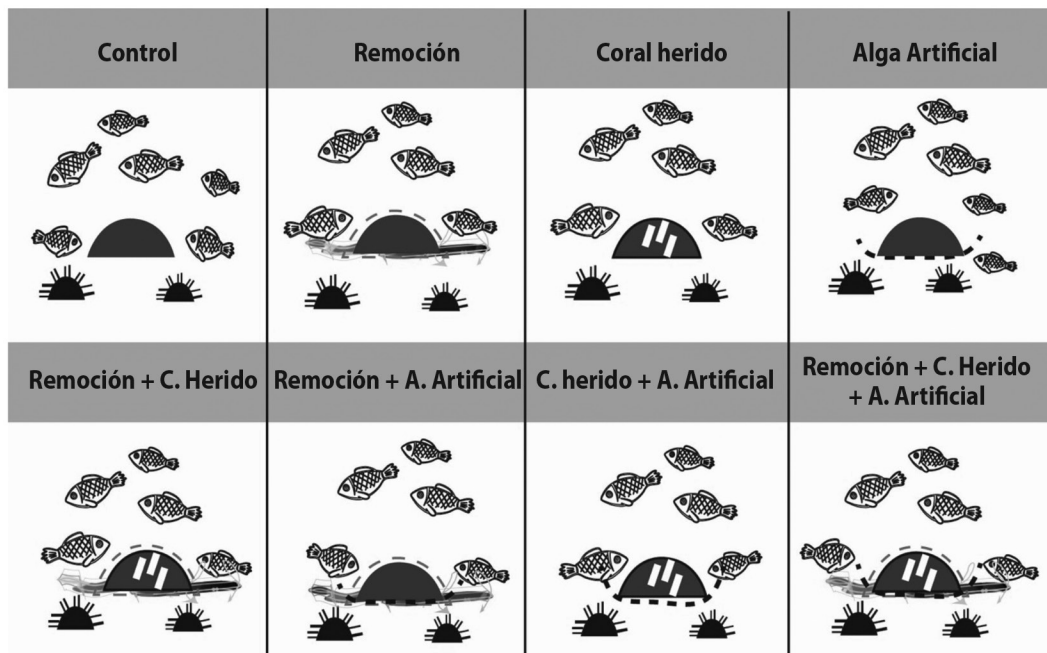 Control
Remoción
Coral herido
Alga Artificial
Remoción + C. Herido
Remoción + A. Artificial
C. herido + A. Artificial
Remoción + C. Herido
+ A. Artificial